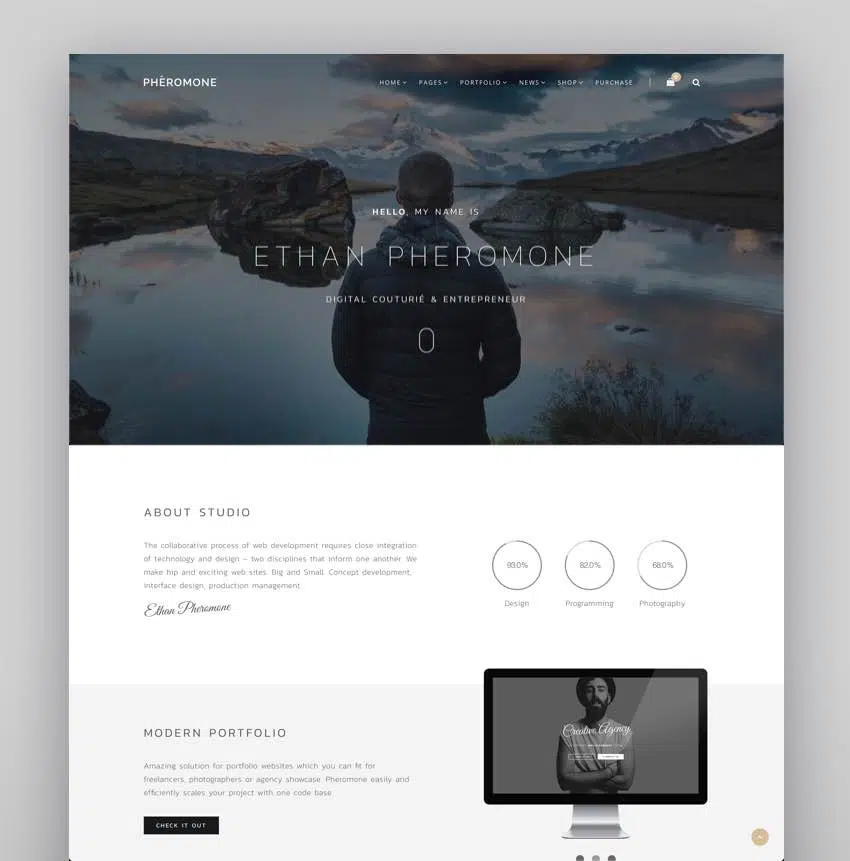 PHÈROMONE
HOME PAGES PORTFOLIO NEWS SHOP PURCHASE
HELLO, MY NAME IS
ETHAN PHEROMONE
DIGITAL COUTURIÉ & ENTREPRENEUR
ABOUT STUDIO
The collaborative process of web development requires close integration
of technology and design – two disciplines that inform one another. We
make hip and exciting web sites. Big and Small. Concept development,
interface design, production management.
Ethan Pheromone
93.0% 82.0% 68.0%
Design Programming Photography
MODERN PORTFOLIO
Amazing solution for portfolio websites which you can fit for
freelancers, photographers or agency showcase. Pheromone easily and
efficiently scales your project with one code base.
CHECK IT OUT
Creative Agency